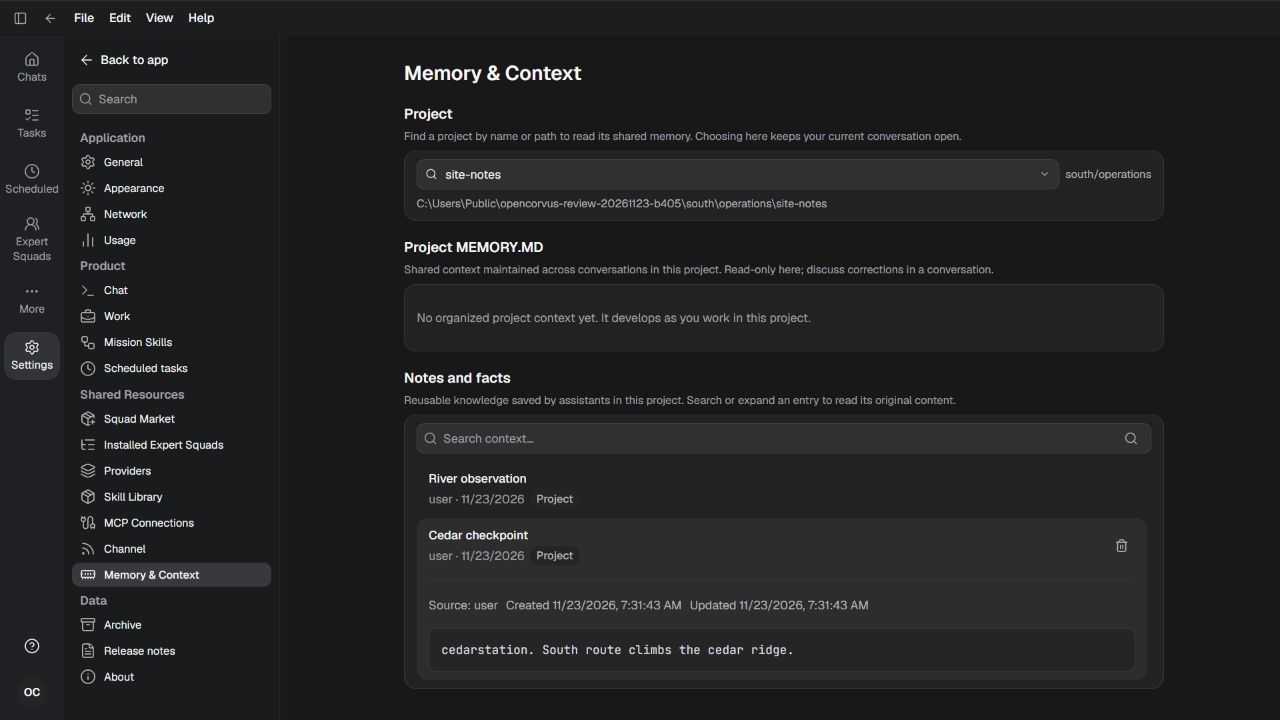 File Edit View Help
Chats
Tasks
Scheduled
Expert
Squads
More
Settings
OC
Back to app
Search
Application
General
Appearance
Network
Usage
Product
Chat
Work
Mission Skills
Scheduled tasks
Shared Resources
Squad Market
Installed Expert Squads
Providers
Skill Library
MCP Connections
Channel
Memory & Context
Data
Archive
Release notes
About
Memory & Context
Project
Find a project by name or path to read its shared memory. Choosing here keeps your current conversation open.
site-notes south/operations
C:\Users\Public\opencorvus-review-20261123-b405\south\operations\site-notes
Project MEMORY.MD
Shared context maintained across conversations in this project. Read-only here; discuss corrections in a conversation.
No organized project context yet. It develops as you work in this project.
Notes and facts
Reusable knowledge saved by assistants in this project. Search or expand an entry to read its original content.
Search context...
River observation
user · 11/23/2026 Project
Cedar checkpoint
user · 11/23/2026 Project
Source: user Created 11/23/2026, 7:31:43 AM Updated 11/23/2026, 7:31:43 AM
cedarstation. South route climbs the cedar ridge.